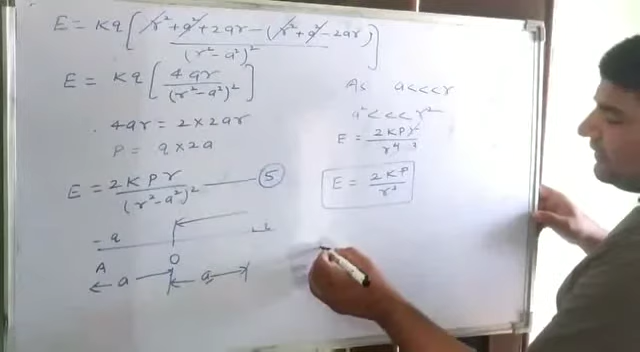 E = Kq [ r² + a² + 2ar - (r² + a² - 2ar) / (r² - a²)² ]
E = Kq [ 4ar / (r² - a²)² ]
4ar = 2 × 2ar
P = q × 2a
E = 2KPr / (r² - a²)² —— 5
As a<<<r
a² <<< r²
E = 2KPr / r⁴ ³
E = 2KP / r³
- q
A
O
a
a